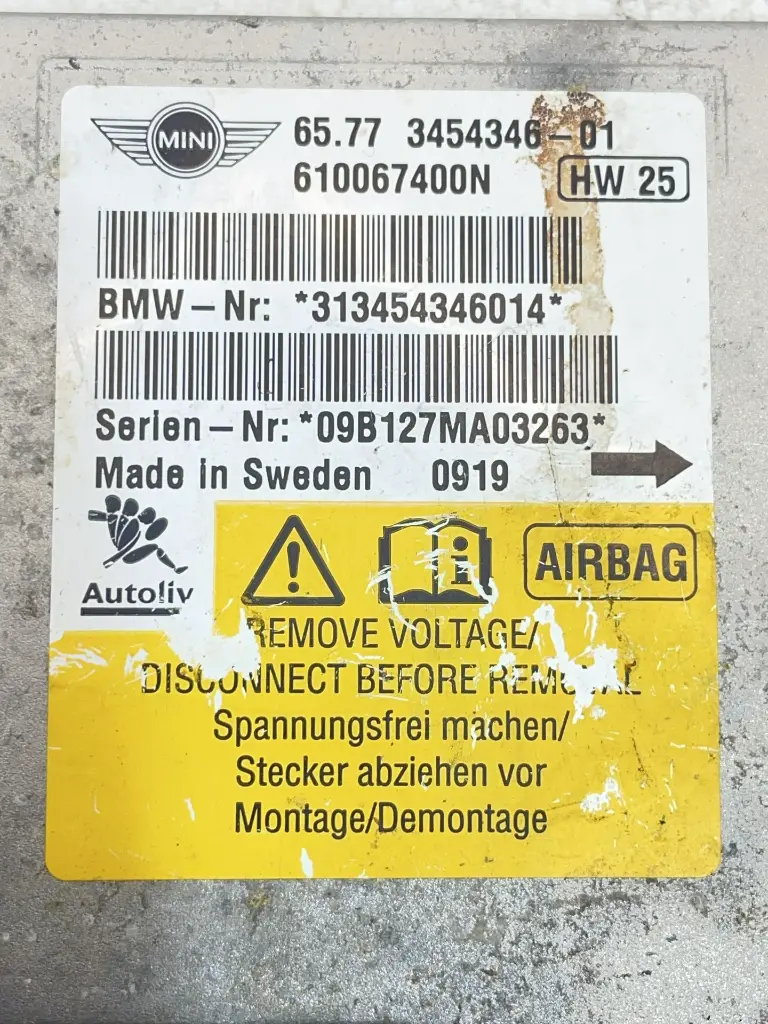 MINI
65.77 3454346-01
610067400N HW 25
BMW-Nr: *313454346014*
Serien-Nr: *09B127MA03263*
Made in Sweden 0919
Autoliv
AIRBAG
REMOVE VOLTAGE/
DISCONNECT BEFORE REMOVAL
Spannungsfrei machen/
Stecker abziehen vor
Montage/Demontage